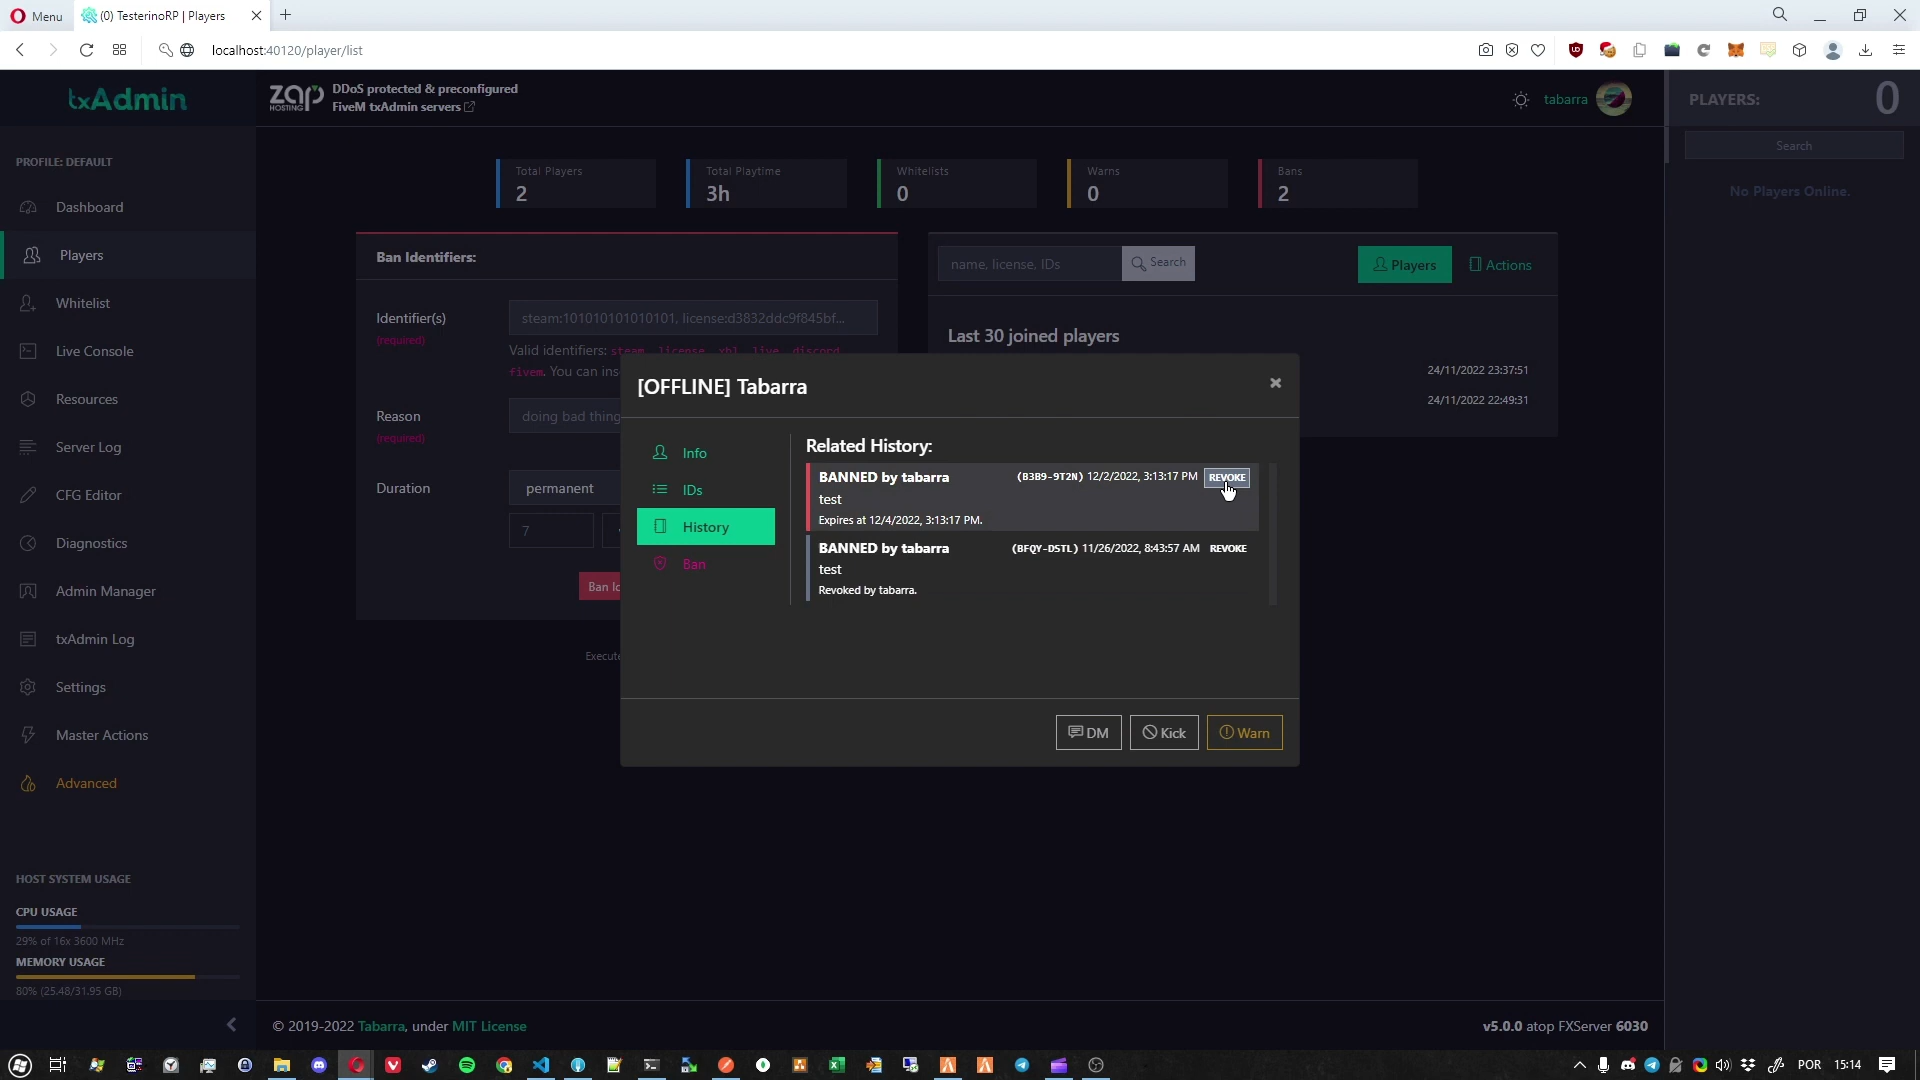 Menu
(0) TesterinoRP | Players
localhost:40120/player/list
txAdmin
ZAP HOSTING
DDoS protected & preconfigured
FiveM txAdmin servers
tabarra
PLAYERS:
0
Search
No Players Online.
PROFILE: DEFAULT
Dashboard
Players
Whitelist
Live Console
Resources
Server Log
CFG Editor
Diagnostics
Admin Manager
txAdmin Log
Settings
Master Actions
Advanced
HOST SYSTEM USAGE
CPU USAGE
29% of 16x 3600 MHz
MEMORY USAGE
80% (25.48/31.95 GB)
Total Players
2
Total Playtime
3h
Whitelists
0
Warns
0
Bans
2
Ban Identifiers:
Identifier(s)
(required)
steam:101010101010101, license:d3832ddc9f845bf...
Valid identifiers: steam, license, xbl, live, discord,
fivem. You can ins
Reason
(required)
doing bad thing
Duration
permanent
7
Ban Id
Execute
name, license, IDs
Search
Players
Actions
Last 30 joined players
24/11/2022 23:37:51
24/11/2022 22:49:31
[OFFLINE] Tabarra
Info
IDs
History
Ban
Related History:
BANNED by tabarra
(B3B9-9T2N) 12/2/2022, 3:13:17 PM
REVOKE
test
Expires at 12/4/2022, 3:13:17 PM.
BANNED by tabarra
(BFQY-DSTL) 11/26/2022, 8:43:57 AM
REVOKE
test
Revoked by tabarra.
DM
Kick
Warn
© 2019-2022 Tabarra, under MIT License
v5.0.0 atop FXServer 6030
POR
15:14